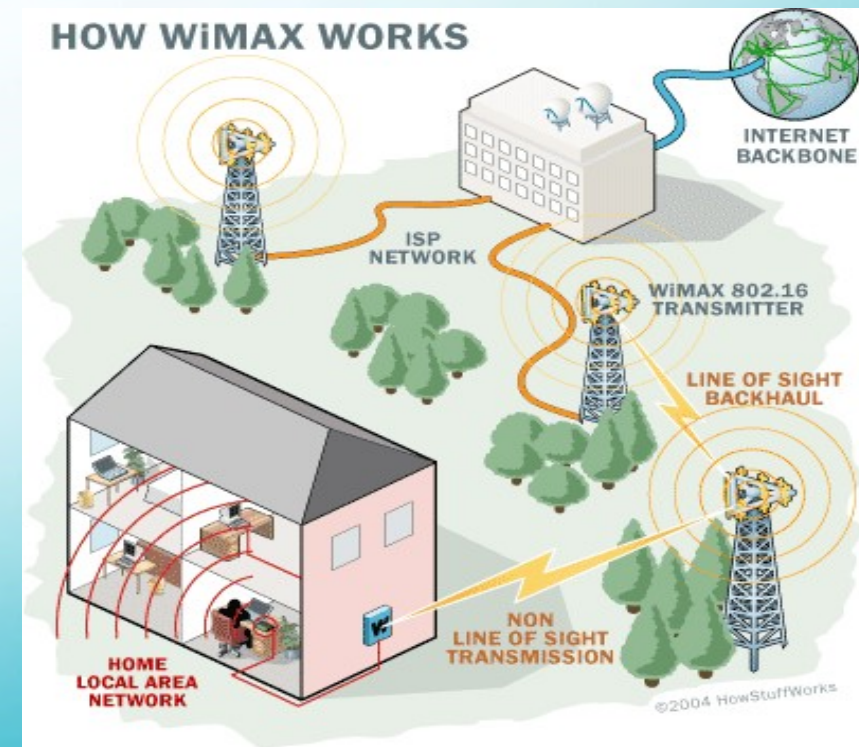 HOW WiMAX WORKS
INTERNET
BACKBONE
ISP
NETWORK
WiMAX 802.16
TRANSMITTER
LINE OF SIGHT
BACKHAUL
NON
LINE OF SIGHT
TRANSMISSION
HOME
LOCAL AREA
NETWORK
©2004 HowStuffWorks